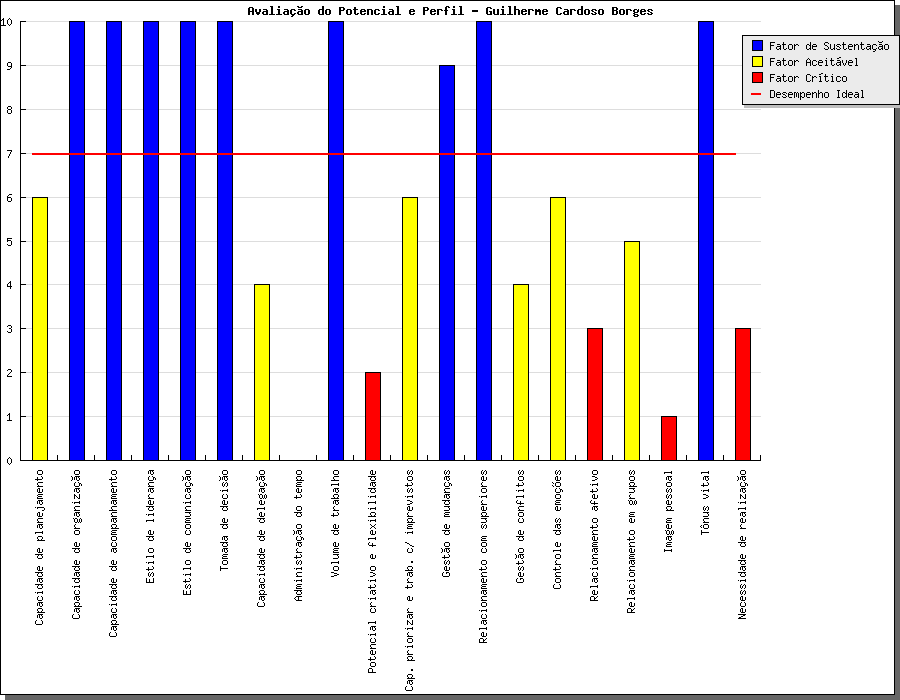 Avaliação do Potencial e Perfil - Guilherme Cardoso Borges
Fator de Sustentação
Fator Aceitável
Fator Crítico
Desempenho Ideal
10
9
8
7
6
5
4
3
2
1
0
Capacidade de planejamento
Capacidade de organização
Capacidade de acompanhamento
Estilo de liderança
Estilo de comunicação
Tomada de decisão
Capacidade de delegação
Administração do tempo
Volume de trabalho
Potencial criativo e flexibilidade
Cap. priorizar e trab. c/ imprevistos
Gestão de mudanças
Relacionamento com superiores
Gestão de conflitos
Controle das emoções
Relacionamento afetivo
Relacionamento em grupos
Imagem pessoal
Tônus vital
Necessidade de realização